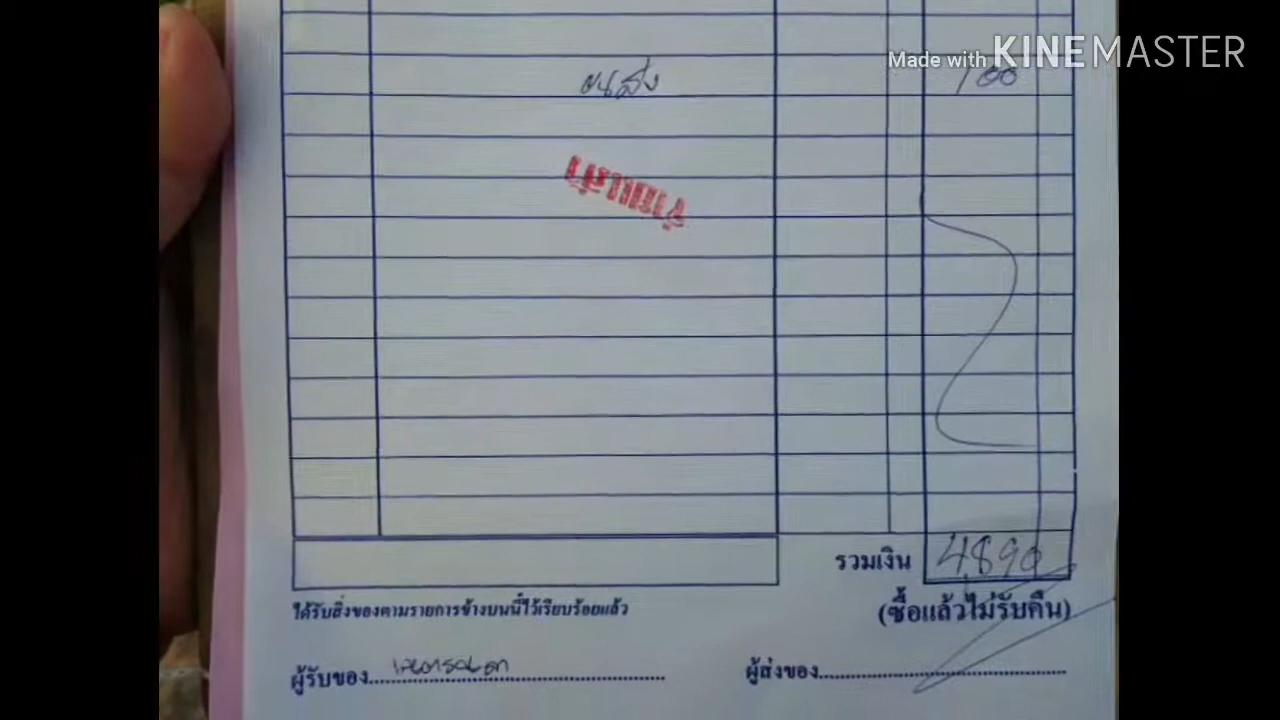 Made with KINEMASTER
ขนส่ง 100
รวมเงิน 4890
(ซื้อแล้วไม่รับคืน)
ได้รับสิ่งของตามรายการข้างบนนี้ไว้เรียบร้อยแล้ว
ผู้รับของ
ผู้ส่งของ